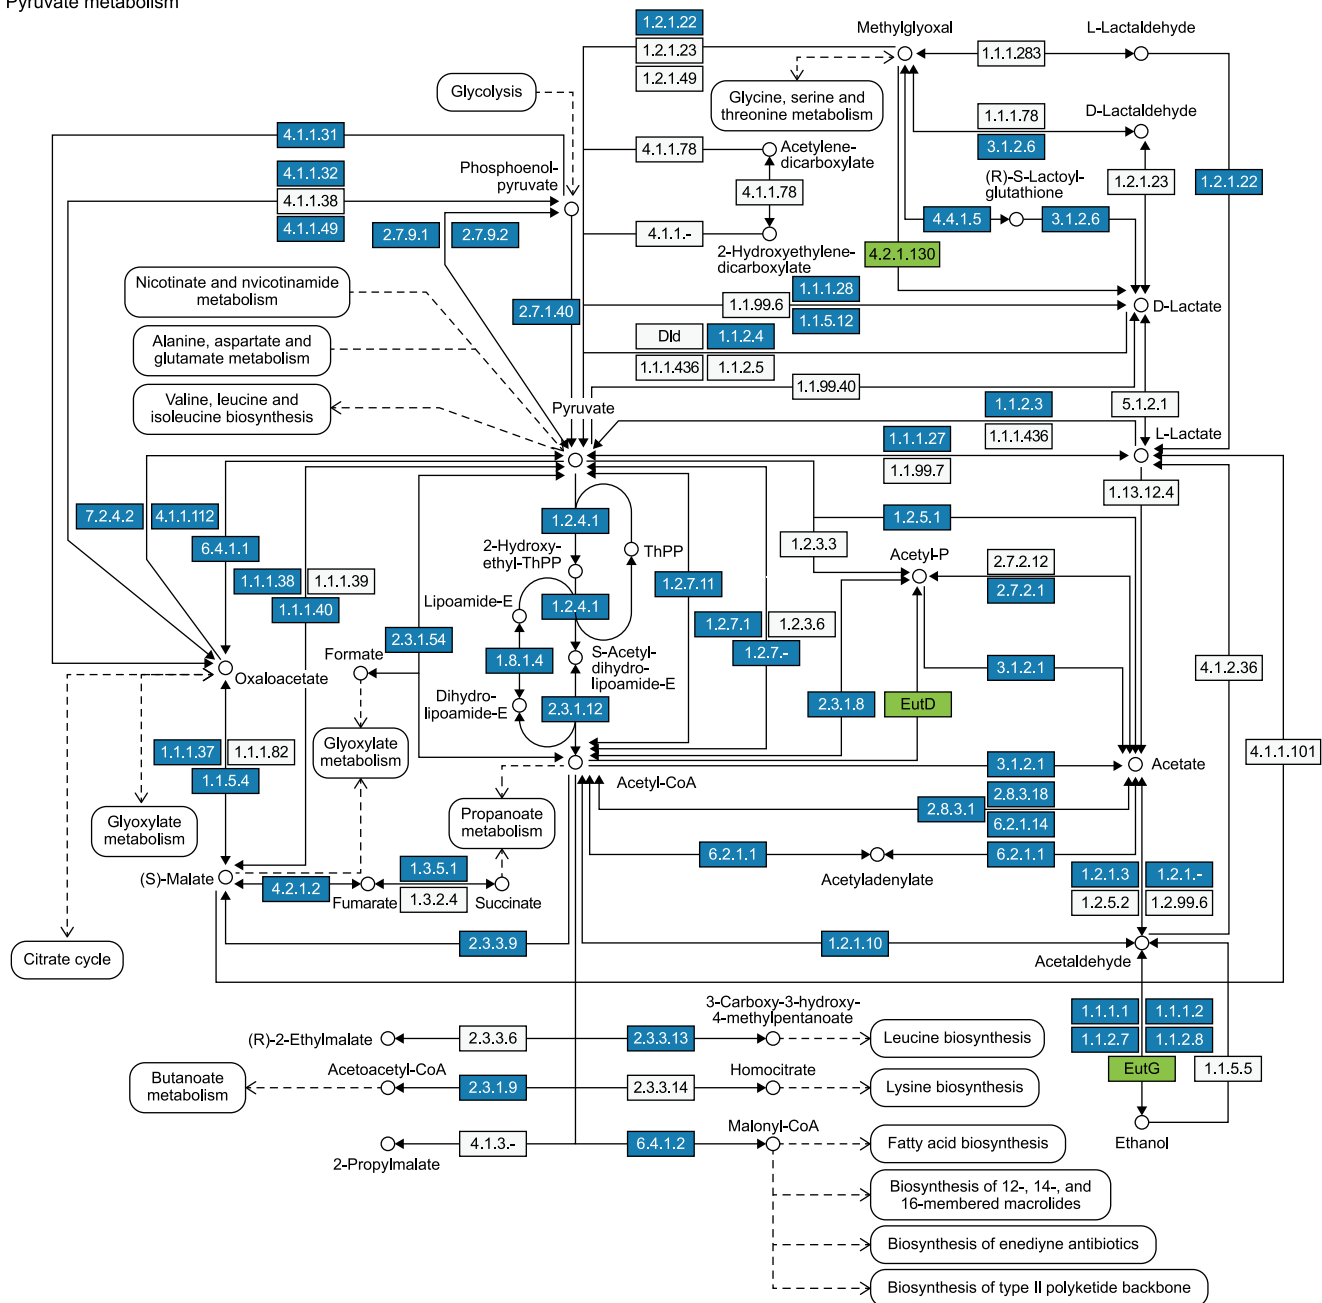 Pyruvate metabolism
1.2.1.22
1.2.1.23
1.2.1.49
Methylglyoxal
1.1.1.283
L-Lactaldehyde
Glycolysis
Glycine, serine and
threonine metabolism
1.1.1.78
3.1.2.6
D-Lactaldehyde
4.1.1.31
4.1.1.32
4.1.1.38
4.1.1.49
Phosphoenol-
pyruvate
4.1.1.78
Acetylene-
dicarboxylate
4.1.1.78
4.1.1.-
2-Hydroxyethylene-
dicarboxylate
(R)-S-Lactoyl-
glutathione
1.2.1.23
1.2.1.22
4.4.1.5
3.1.2.6
2.7.9.1
2.7.9.2
4.2.1.130
Nicotinate and nvicotinamide
metabolism
2.7.1.40
1.1.99.6
1.1.1.28
1.1.5.12
D-Lactate
Alanine, aspartate and
glutamate metabolism
Dld
1.1.2.4
1.1.1.436
1.1.2.5
1.1.99.40
Valine, leucine and
isoleucine biosynthesis
Pyruvate
1.1.2.3
1.1.1.436
5.1.2.1
L-Lactate
1.1.1.27
1.1.99.7
1.13.12.4
7.2.4.2
4.1.1.112
6.4.1.1
1.2.4.1
1.2.5.1
2-Hydroxy-
ethyl-ThPP
ThPP
1.2.3.3
Acetyl-P
2.7.2.12
2.7.2.1
1.1.1.38
1.1.1.39
1.1.1.40
Lipoamide-E
1.2.4.1
1.2.7.11
1.2.7.1
1.2.3.6
1.2.7.-
2.3.1.54
Formate
1.8.1.4
S-Acetyl-
dihydro-
lipoamide-E
3.1.2.1
4.1.2.36
Oxaloacetate
Dihydro-
lipoamide-E
2.3.1.12
2.3.1.8
EutD
1.1.1.37
1.1.1.82
1.1.5.4
Glyoxylate
metabolism
4.1.1.101
Acetyl-CoA
3.1.2.1
Acetate
Glyoxylate
metabolism
Propanoate
metabolism
2.8.3.1
2.8.3.18
6.2.1.14
6.2.1.1
Acetyladenylate
6.2.1.1
(S)-Malate
4.2.1.2
Fumarate
1.3.5.1
1.3.2.4
Succinate
1.2.1.3
1.2.1.-
1.2.5.2
1.2.99.6
Citrate cycle
2.3.3.9
1.2.1.10
Acetaldehyde
(R)-2-Ethylmalate
2.3.3.6
2.3.3.13
3-Carboxy-3-hydroxy-
4-methylpentanoate
Leucine biosynthesis
1.1.1.1
1.1.1.2
1.1.2.7
1.1.2.8
EutG
1.1.5.5
Butanoate
metabolism
Acetoacetyl-CoA
2.3.1.9
2.3.3.14
Homocitrate
Lysine biosynthesis
2-Propylmalate
4.1.3.-
6.4.1.2
Malonyl-CoA
Fatty acid biosynthesis
Ethanol
Biosynthesis of 12-, 14-, and
16-membered macrolides
Biosynthesis of enediyne antibiotics
Biosynthesis of type II polyketide backbone